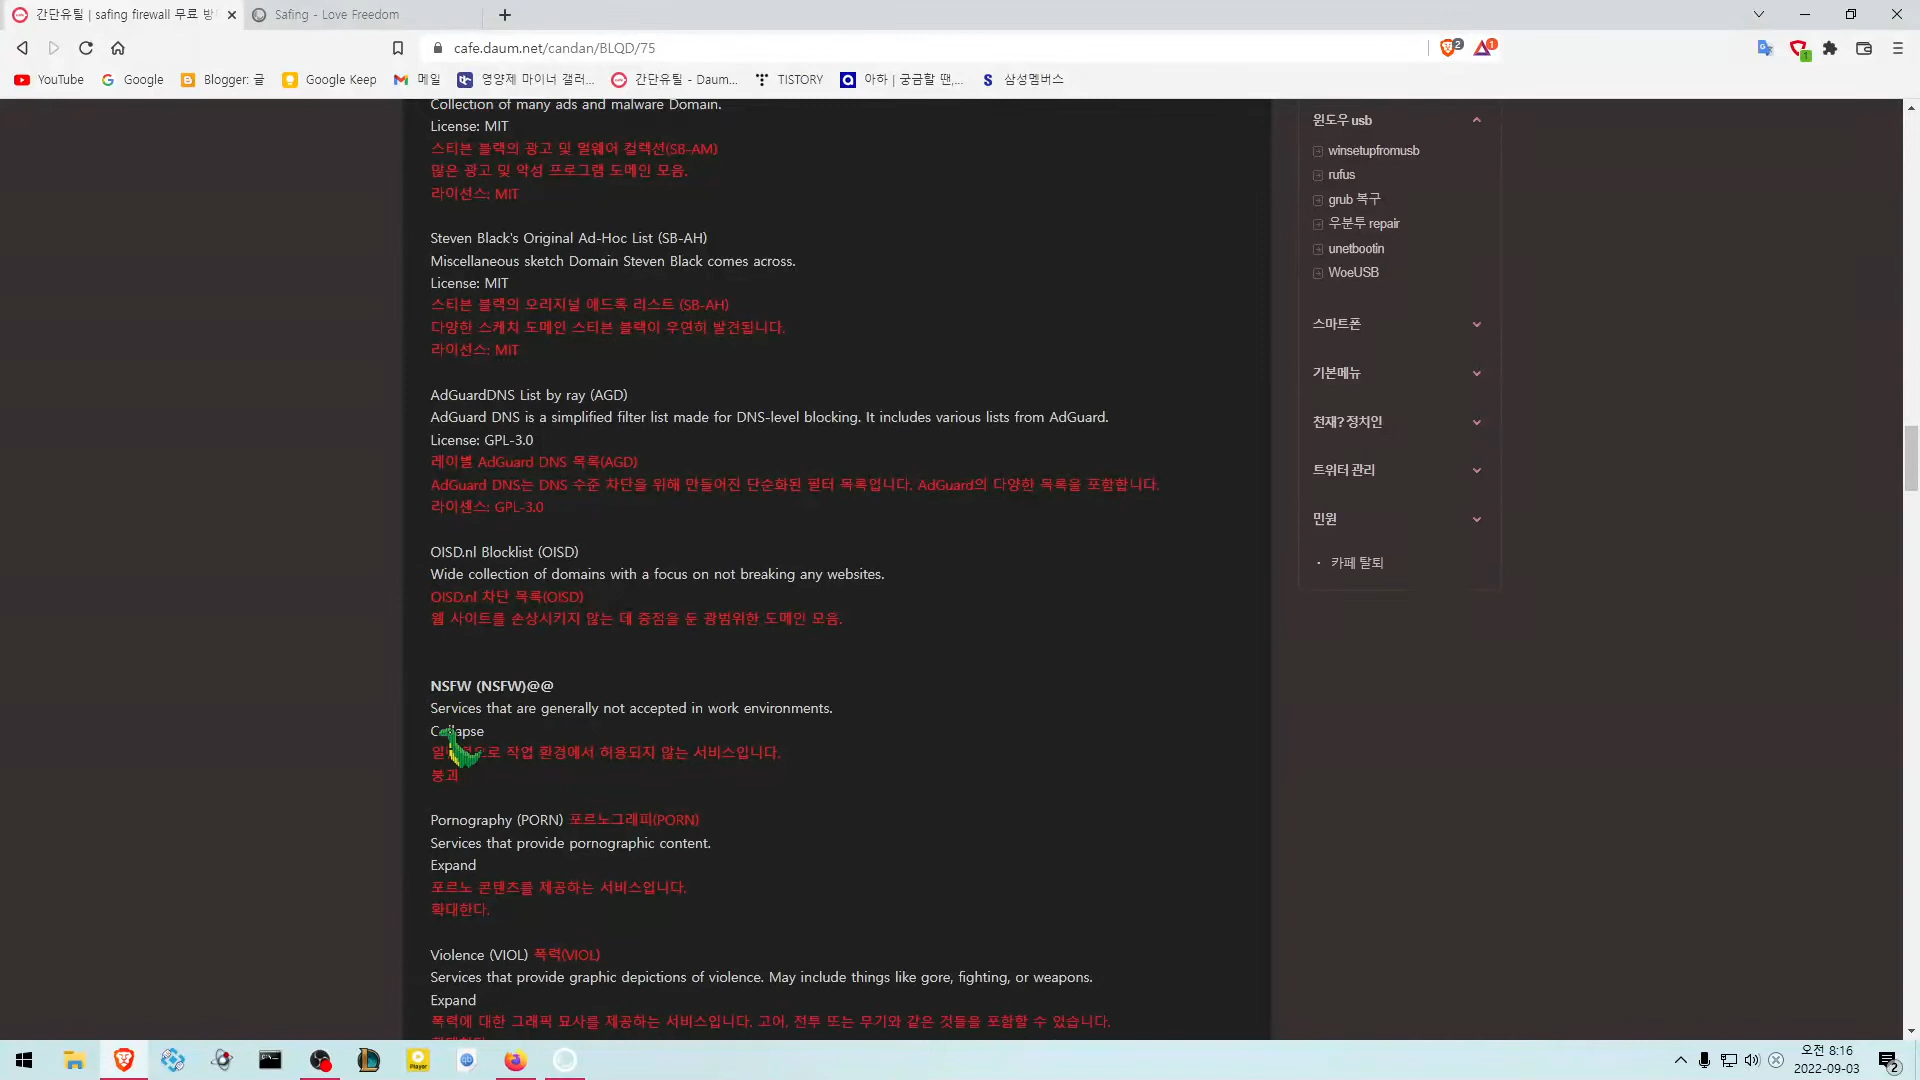 간단유틸 | safing firewall 무료 방
Safing - Love Freedom
cafe.daum.net/candan/BLQD/75
2
1
1
YouTube
Google
Blogger: 글
Google Keep
메일
영양제 마이너 갤러...
간단유틸 - Daum...
TISTORY
아하 | 궁금할 땐,...
삼성멤버스
Collection of many ads and malware Domain.
License: MIT
스티븐 블랙의 광고 및 멀웨어 컬렉션(SB-AM)
많은 광고 및 악성 프로그램 도메인 모음.
라이선스: MIT
Steven Black's Original Ad-Hoc List (SB-AH)
Miscellaneous sketch Domain Steven Black comes across.
License: MIT
스티븐 블랙의 오리지널 애드혹 리스트 (SB-AH)
다양한 스케치 도메인 스티븐 블랙이 우연히 발견됩니다.
라이선스: MIT
AdGuardDNS List by ray (AGD)
AdGuard DNS is a simplified filter list made for DNS-level blocking. It includes various lists from AdGuard.
License: GPL-3.0
레이별 AdGuard DNS 목록(AGD)
AdGuard DNS는 DNS 수준 차단을 위해 만들어진 단순화된 필터 목록입니다. AdGuard의 다양한 목록을 포함합니다.
라이센스: GPL-3.0
OISD.nl Blocklist (OISD)
Wide collection of domains with a focus on not breaking any websites.
OISD.nl 차단 목록(OISD)
웹 사이트를 손상시키지 않는 데 중점을 둔 광범위한 도메인 모음.
NSFW (NSFW)@@
Services that are generally not accepted in work environments.
Collapse
작업 환경에서 허용되지 않는 서비스입니다.
붕괴
Pornography (PORN) 포르노그래피(PORN)
Services that provide pornographic content.
Expand
포르노 콘텐츠를 제공하는 서비스입니다.
확대한다.
Violence (VIOL) 폭력(VIOL)
Services that provide graphic depictions of violence. May include things like gore, fighting, or weapons.
Expand
폭력에 대한 그래픽 묘사를 제공하는 서비스입니다. 고어, 전투 또는 무기와 같은 것들을 포함할 수 있습니다.
윈도우 usb
winsetupfromusb
rufus
grub 복구
우분투 repair
unetbootin
WoeUSB
스마트폰
기본메뉴
천재? 정치인
트위터 관리
민원
카페 탈퇴
Player
오전 8:16
2022-09-03
2